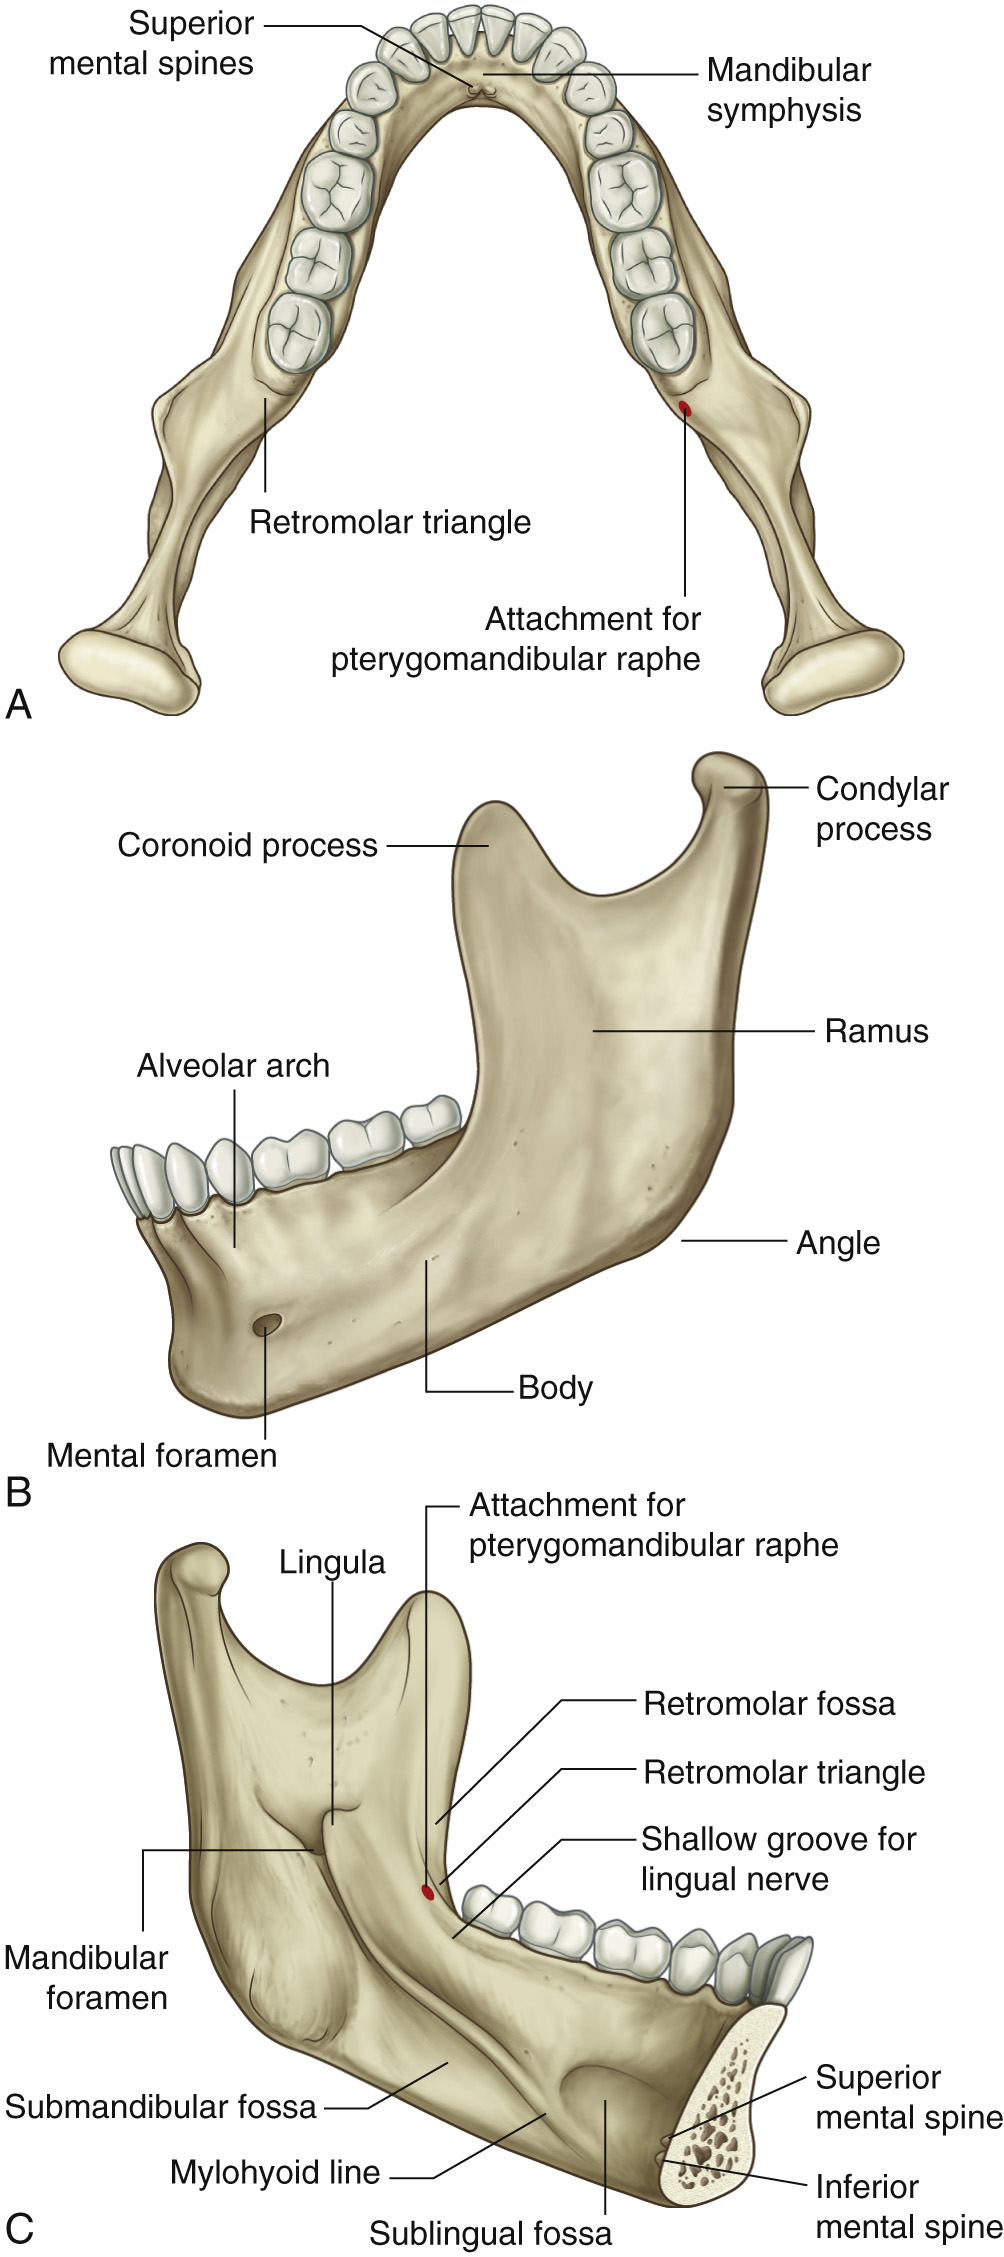 Superior
mental spines
Mandibular
symphysis
Retromolar triangle
Attachment for
pterygomandibular raphe
A
Condylar
process
Coronoid process
Ramus
Alveolar arch
Angle
Body
Mental foramen
B
Attachment for
pterygomandibular raphe
Lingula
Retromolar fossa
Retromolar triangle
Shallow groove for
lingual nerve
Mandibular
foramen
Superior
mental spine
Submandibular fossa
Mylohyoid line
Inferior
mental spine
Sublingual fossa
C